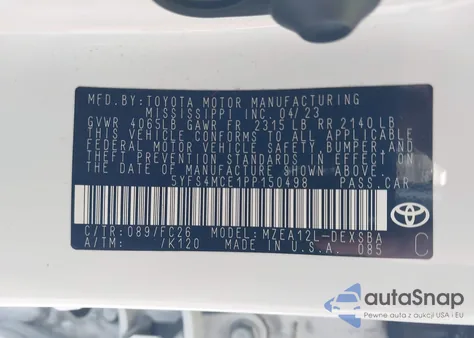 MFD. BY: TOYOTA MOTOR MANUFACTURING
MISSISSIPPI, INC. 04/23
GVWR 4065LB GAWR FR 2315 LB RR 2140 LB
THIS VEHICLE CONFORMS TO ALL APPLICABLE
FEDERAL MOTOR VEHICLE SAFETY, BUMPER, AND
THEFT PREVENTION STANDARDS IN EFFECT ON
THE DATE OF MANUFACTURE SHOWN ABOVE.
5YFS4MCE1PP150498 PASS. CAR
C/TR: 089/FC26 MODEL: MZEA12L-DEXSBA
A/TM: /K120 MADE IN U.S.A. 085
TOYOTA
C
autoSnap
Pewne auta z aukcji USA i EU